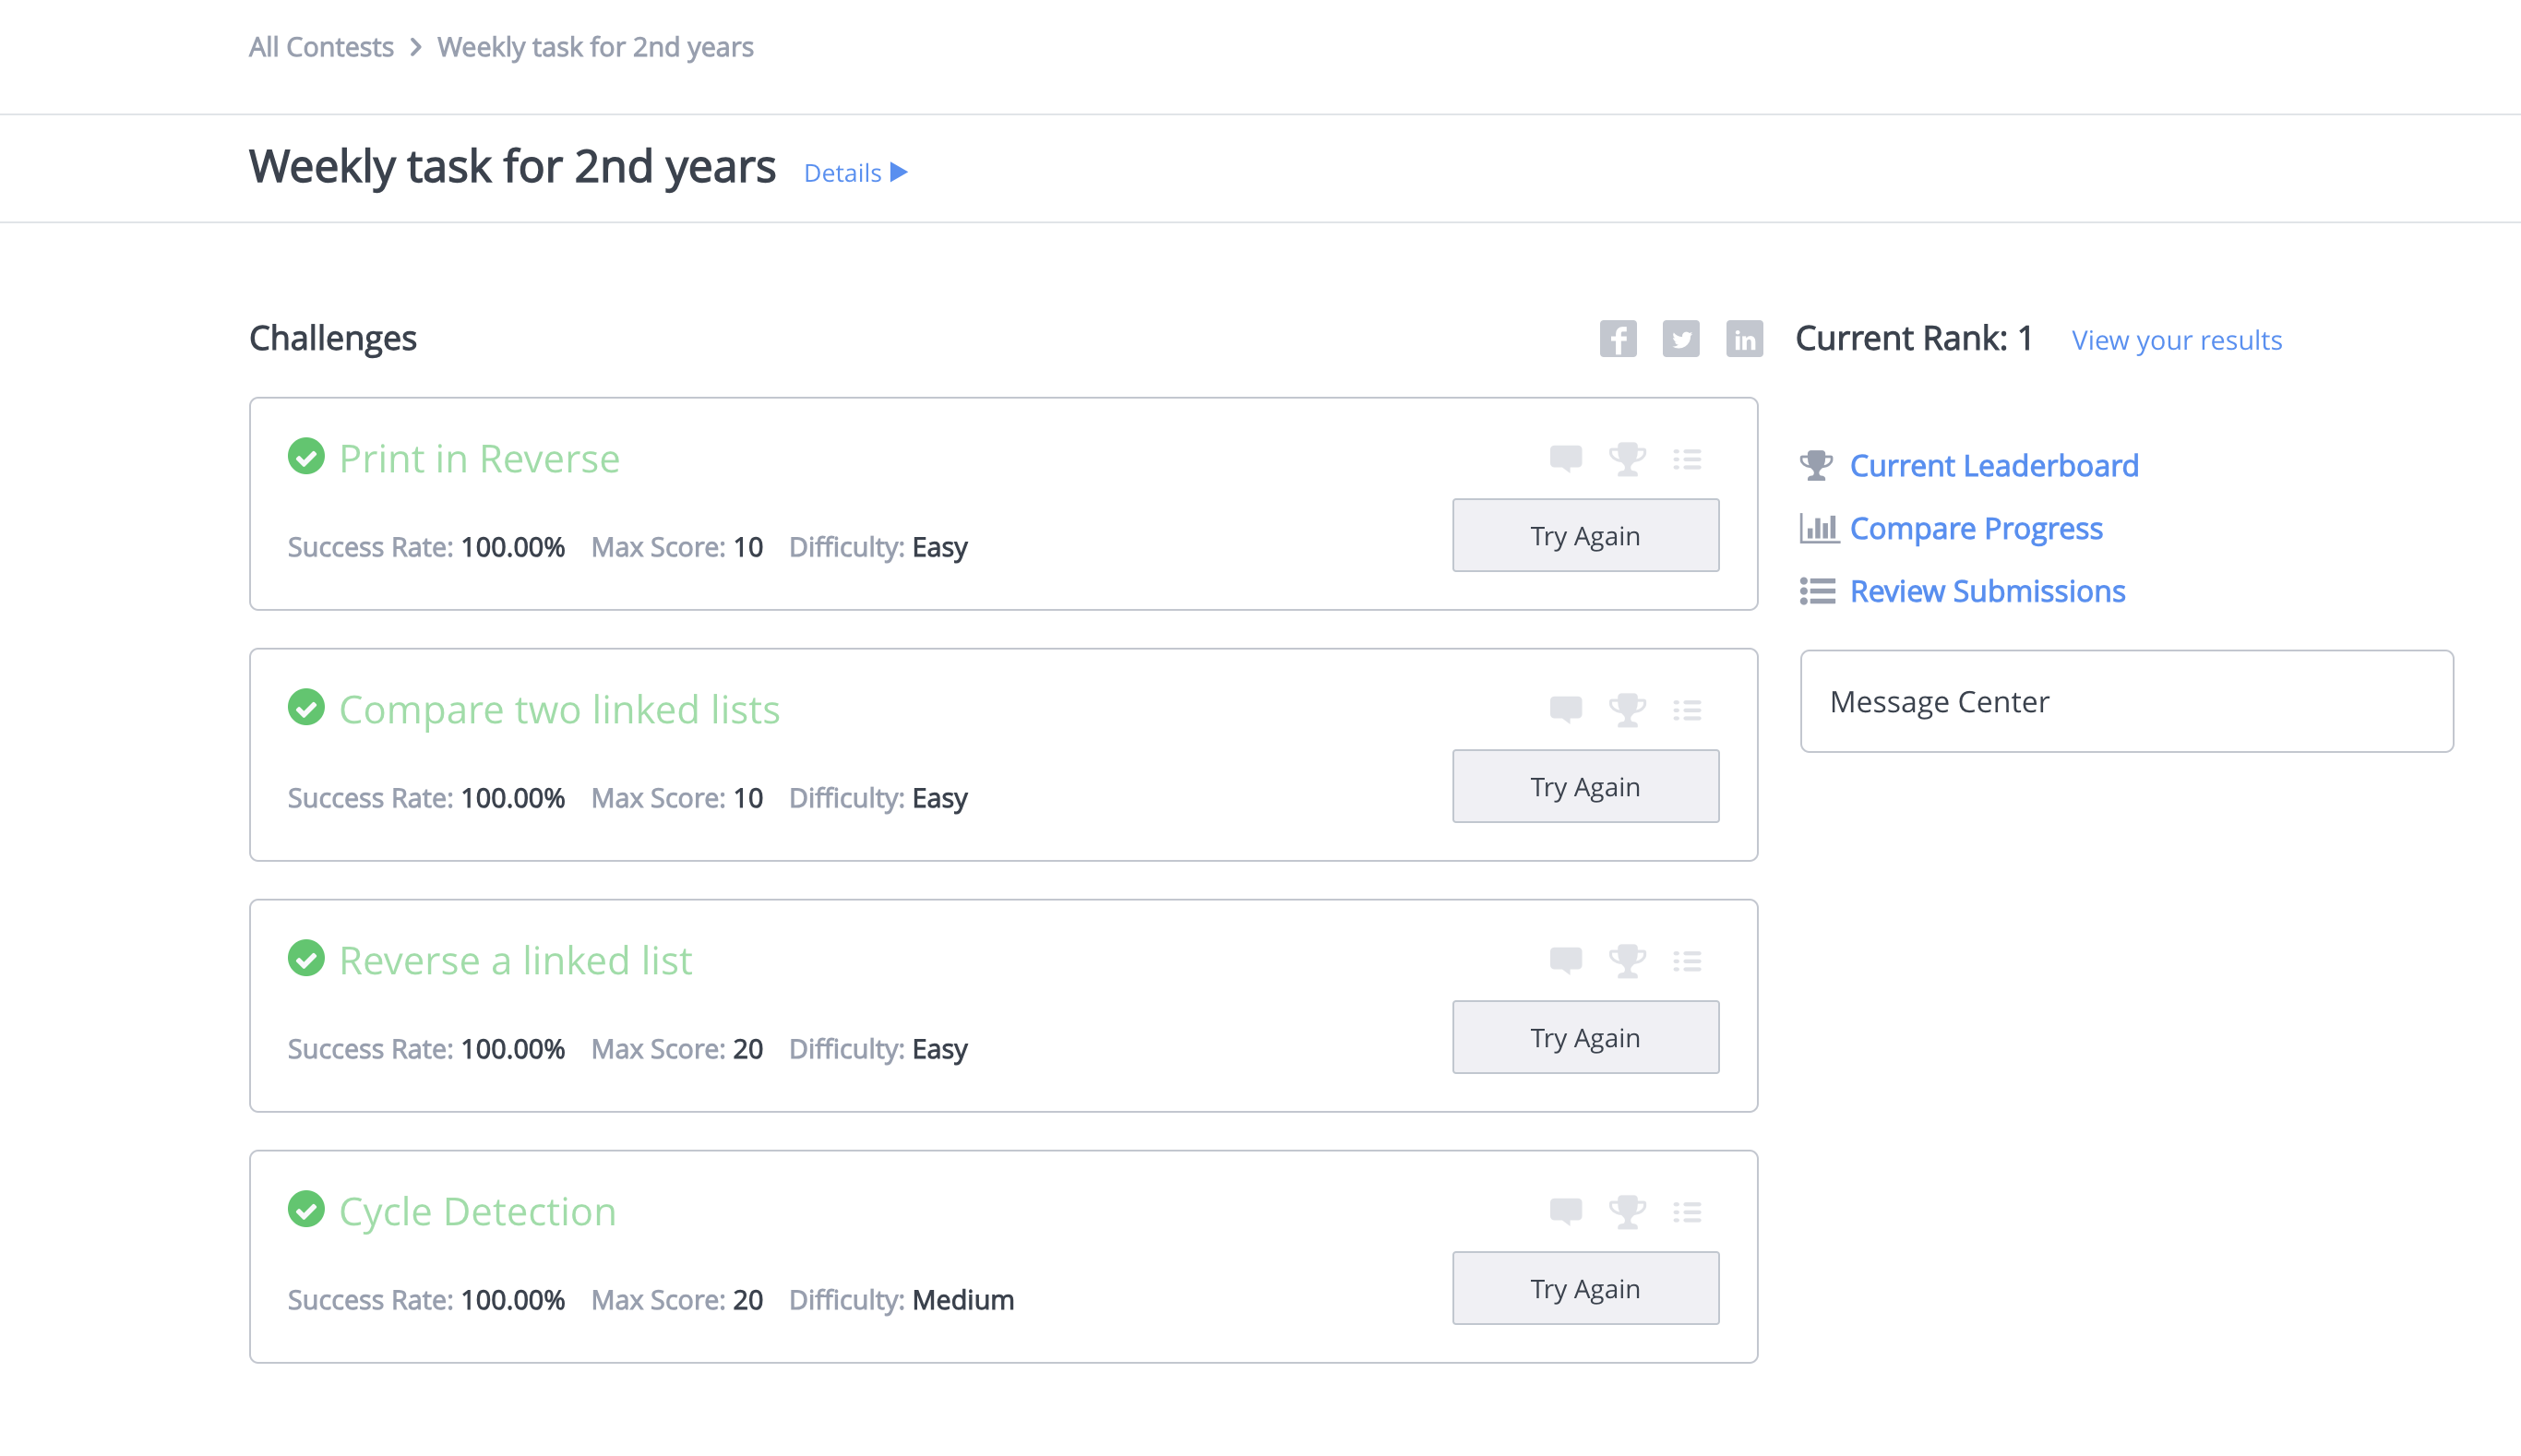 All Contests > Weekly task for 2nd years
Weekly task for 2nd years Details
Challenges
Current Rank: 1 View your results
Print in Reverse
Success Rate: 100.00% Max Score: 10 Difficulty: Easy
Try Again
Compare two linked lists
Success Rate: 100.00% Max Score: 10 Difficulty: Easy
Try Again
Reverse a linked list
Success Rate: 100.00% Max Score: 20 Difficulty: Easy
Try Again
Cycle Detection
Success Rate: 100.00% Max Score: 20 Difficulty: Medium
Try Again
Current Leaderboard
Compare Progress
Review Submissions
Message Center